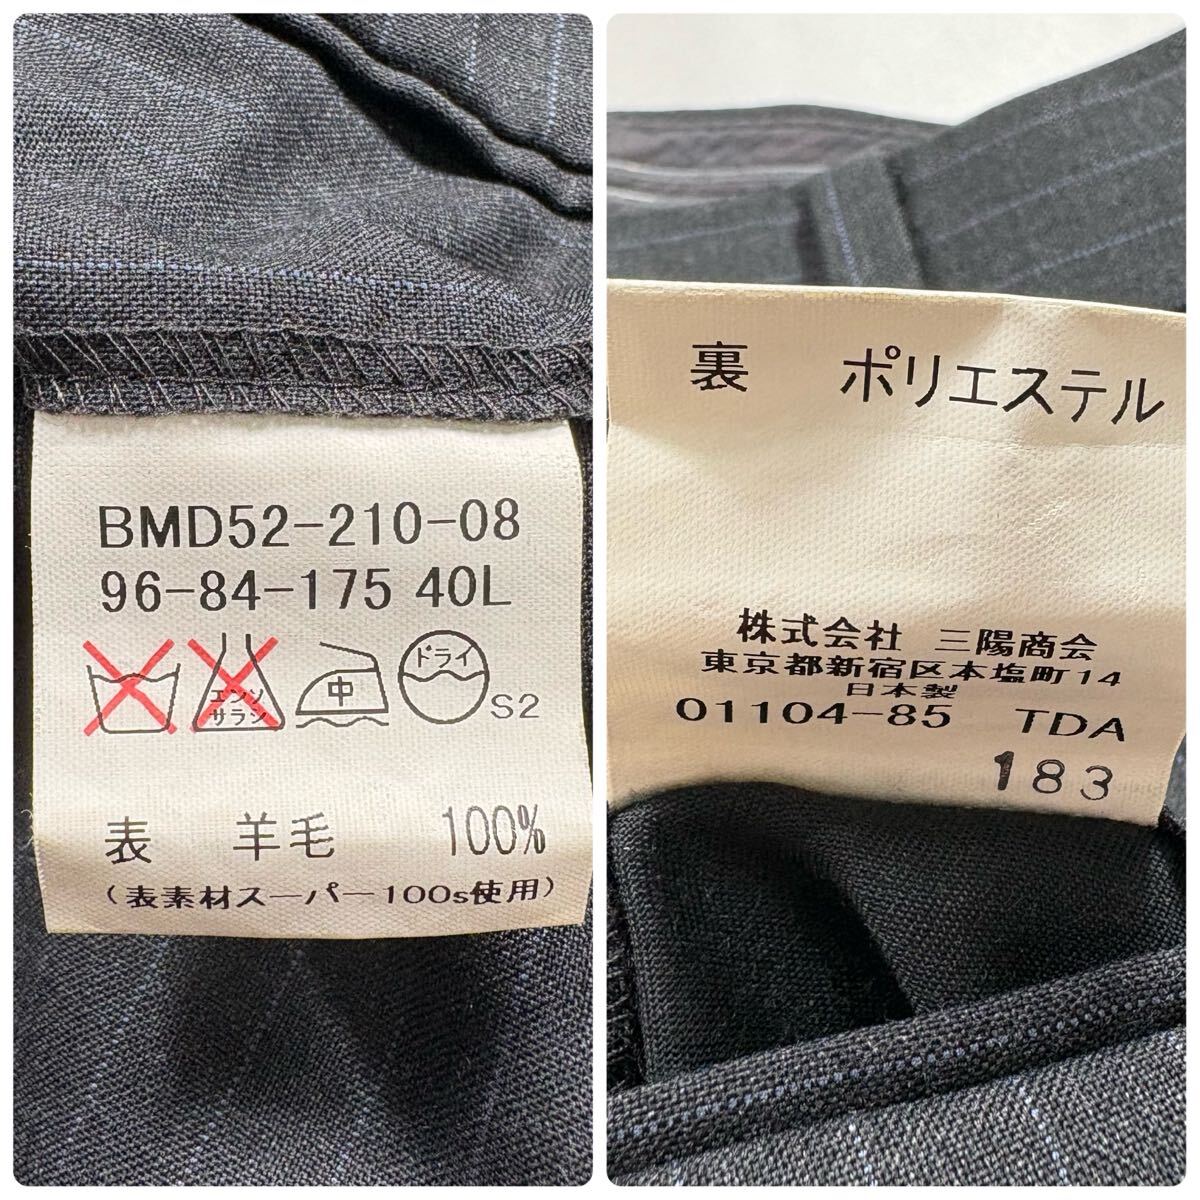 BMD52-210-08
96-84-175 40L
エンソ
サラシ
中
ドライ
S2
表 羊毛 100%
(表素材スーパー100s使用)
裏 ポリエステル
株式会社 三陽商会
東京都新宿区本塩町14
日本製
01104-85 TDA
183